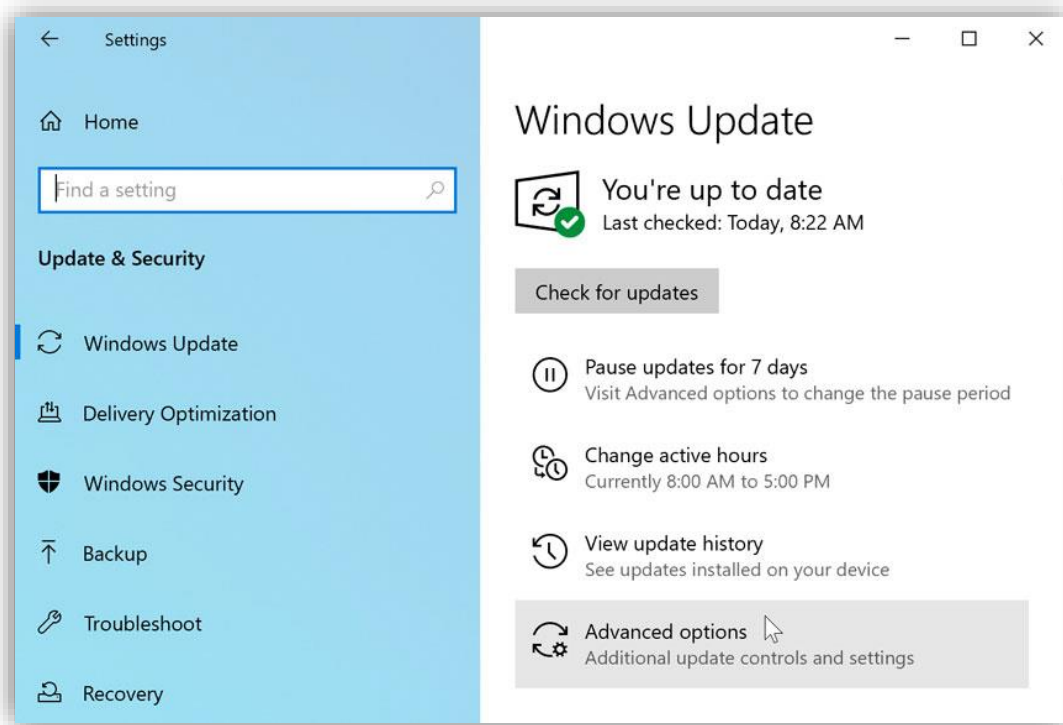 Settings
Home
Find a setting
Update & Security
Windows Update
Delivery Optimization
Windows Security
Backup
Troubleshoot
Recovery
Windows Update
You're up to date
Last checked: Today, 8:22 AM
Check for updates
Pause updates for 7 days
Visit Advanced options to change the pause period
Change active hours
Currently 8:00 AM to 5:00 PM
View update history
See updates installed on your device
Advanced options
Additional update controls and settings